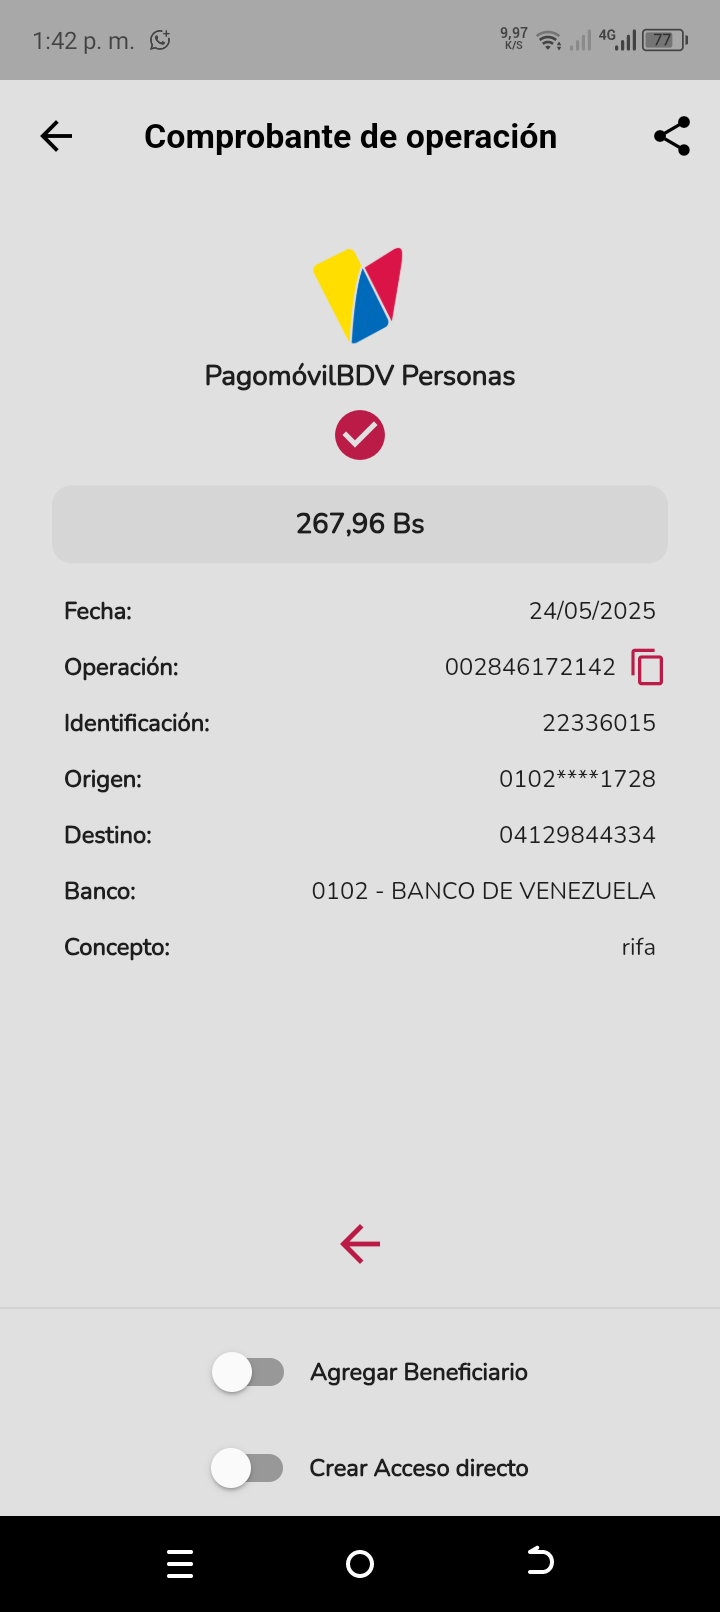 1:42 p. m.
9,97 K/S 4G 77
Comprobante de operación
PagomóvilBDV Personas
267,96 Bs
Fecha: 24/05/2025
Operación: 002846172142
Identificación: 22336015
Origen: 0102****1728
Destino: 04129844334
Banco: 0102 - BANCO DE VENEZUELA
Concepto: rifa
Agregar Beneficiario
Crear Acceso directo